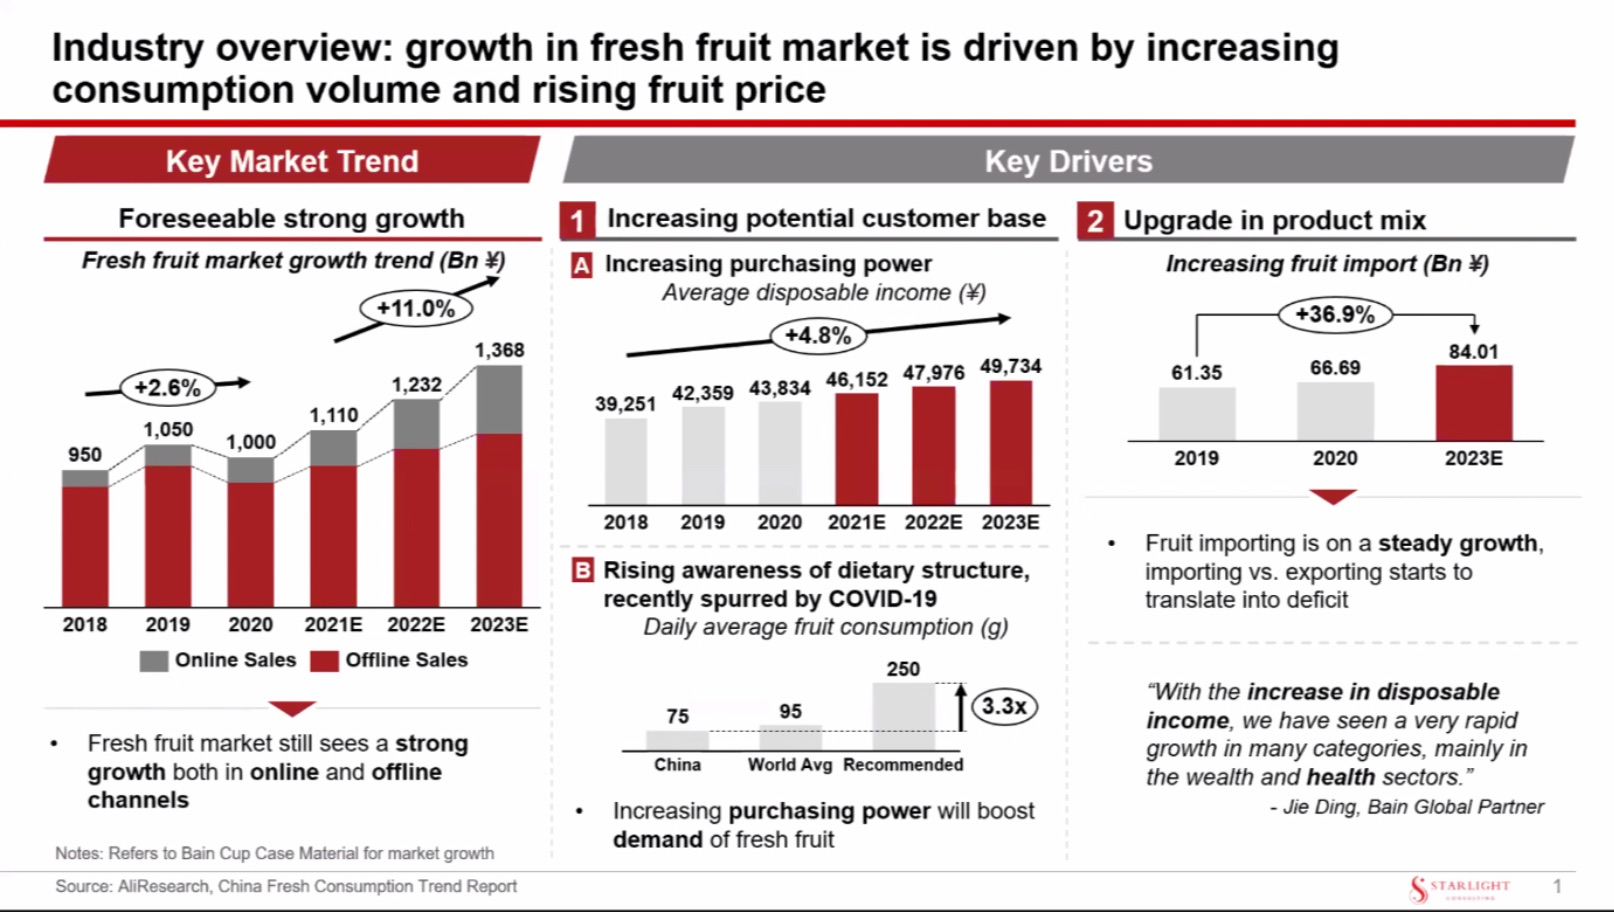 Industry overview: growth in fresh fruit market is driven by increasing
consumption volume and rising fruit price
Key Market Trend
Foreseeable strong growth
Fresh fruit market growth trend (Bn ¥)
+11.0%
+2.6%
950
1,050
1,000
1,110
1,232
1,368
2018
2019
2020
2021E
2022E
2023E
Online Sales
Offline Sales
• Fresh fruit market still sees a strong
growth both in online and offline
channels
Key Drivers
1 Increasing potential customer base
A Increasing purchasing power
Average disposable income (¥)
+4.8%
39,251
42,359
43,834
46,152
47,976
49,734
2018
2019
2020
2021E
2022E
2023E
B Rising awareness of dietary structure,
recently spurred by COVID-19
Daily average fruit consumption (g)
75
95
250
3.3x
China
World Avg
Recommended
• Increasing purchasing power will boost
demand of fresh fruit
2 Upgrade in product mix
Increasing fruit import (Bn ¥)
+36.9%
61.35
66.69
84.01
2019
2020
2023E
• Fruit importing is on a steady growth,
importing vs. exporting starts to
translate into deficit
“With the increase in disposable
income, we have seen a very rapid
growth in many categories, mainly in
the wealth and health sectors.”
- Jie Ding, Bain Global Partner
Notes: Refers to Bain Cup Case Material for market growth
Source: AliResearch, China Fresh Consumption Trend Report
STARLIGHT
CONSULTING
1